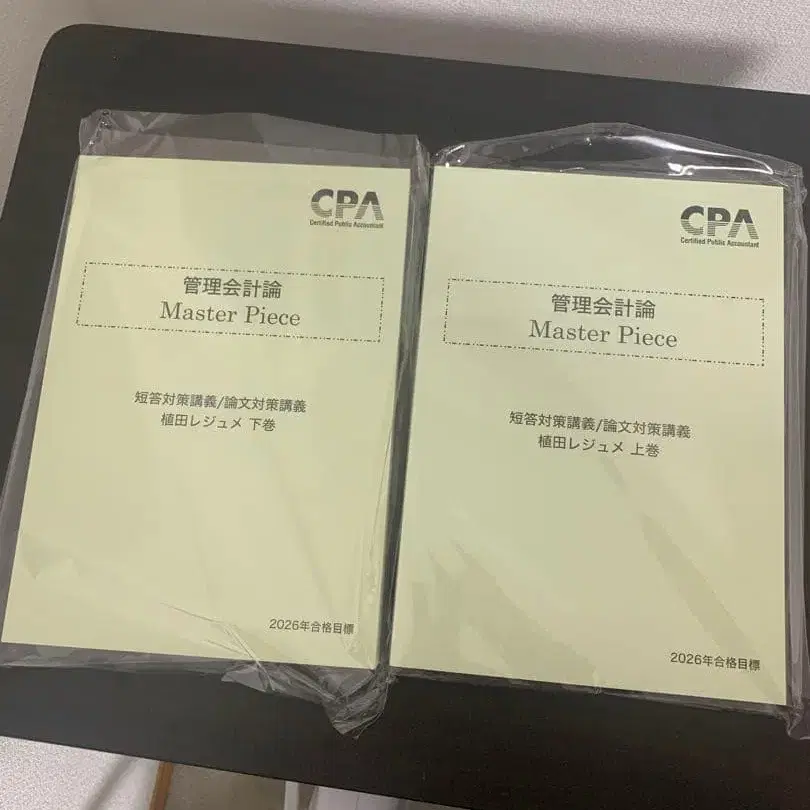 CPA
Certified Public Accountant
管理会計論
Master Piece
短答対策講義/論文対策講義
植田レジュメ 下巻
2026年合格目標
CPA
Certified Public Accountant
管理会計論
Master Piece
短答対策講義/論文対策講義
植田レジュメ 上巻
2026年合格目標